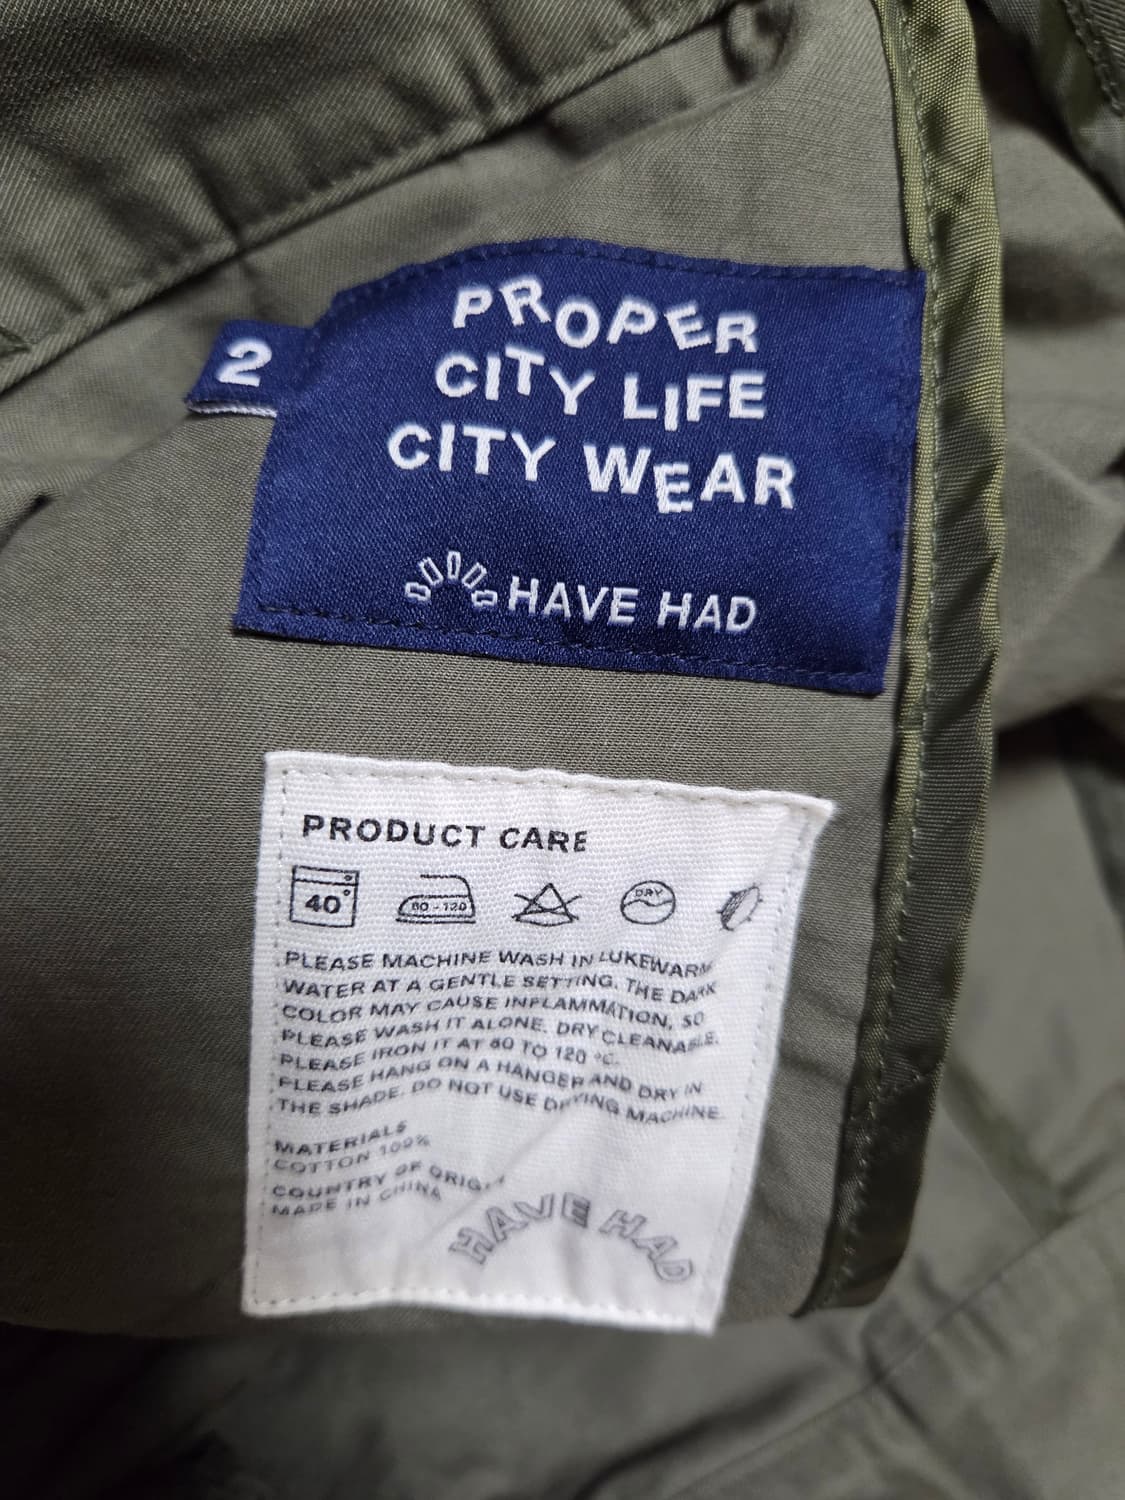 PROPER
CITY LIFE
CITY WEAR
2
HAVE HAD
PRODUCT CARE
40°
80 - 120
DRY
PLEASE MACHINE WASH IN LUKEWARM
WATER AT A GENTLE SETTING. THE DARK
COLOR MAY CAUSE INFLAMMATION, SO
PLEASE WASH IT ALONE. DRY CLEANABLE.
PLEASE IRON IT AT 80 TO 120 °C.
PLEASE HANG ON A HANGER AND DRY IN
THE SHADE. DO NOT USE DRYING MACHINE.
MATERIALS
COTTON 100%
COUNTRY OF ORIGIN
MADE IN CHINA
HAVE HAD